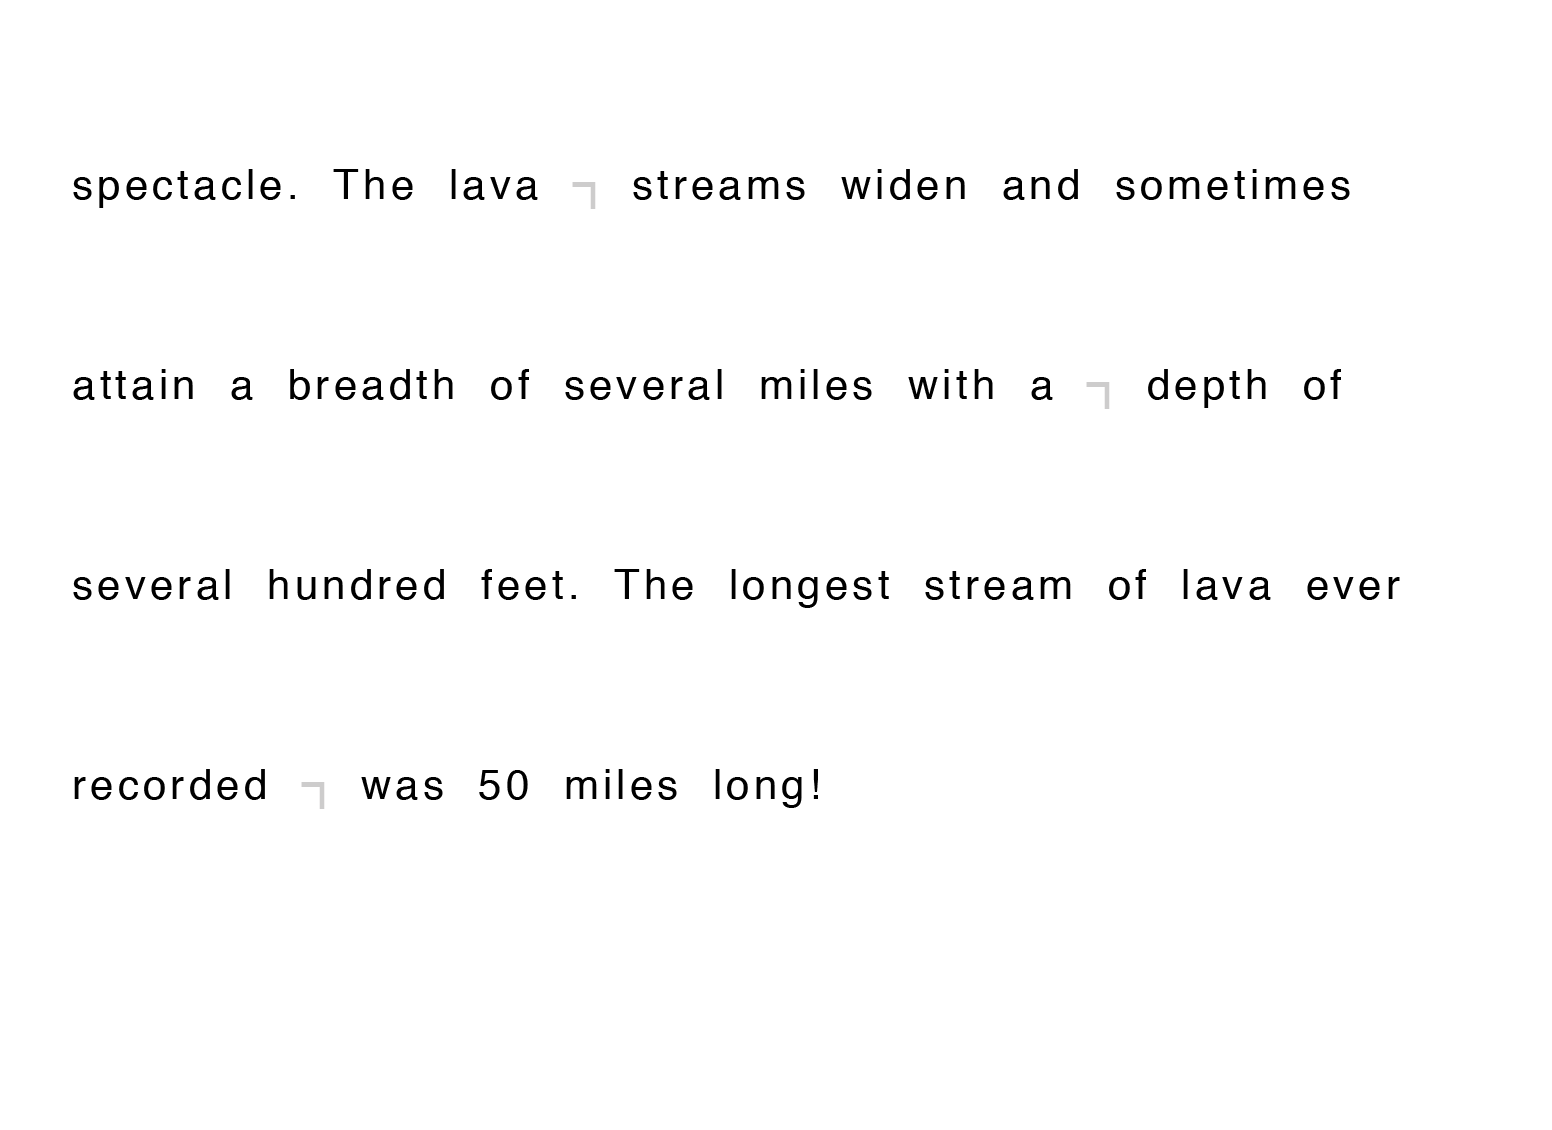 spectacle. The lava ¬ streams widen and sometimes
attain a breadth of several miles with a ¬ depth of
several hundred feet. The longest stream of lava ever
recorded ¬ was 50 miles long!